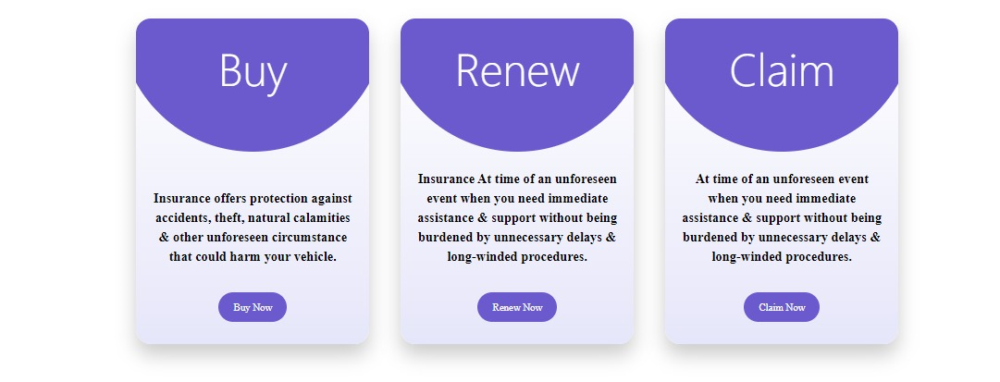 Buy
Insurance offers protection against
accidents, theft, natural calamities
& other unforeseen circumstance
that could harm your vehicle.
Buy Now
Renew
Insurance At time of an unforeseen
event when you need immediate
assistance & support without being
burdened by unnecessary delays &
long-winded procedures.
Renew Now
Claim
At time of an unforeseen event
when you need immediate
assistance & support without being
burdened by unnecessary delays &
long-winded procedures.
Claim Now